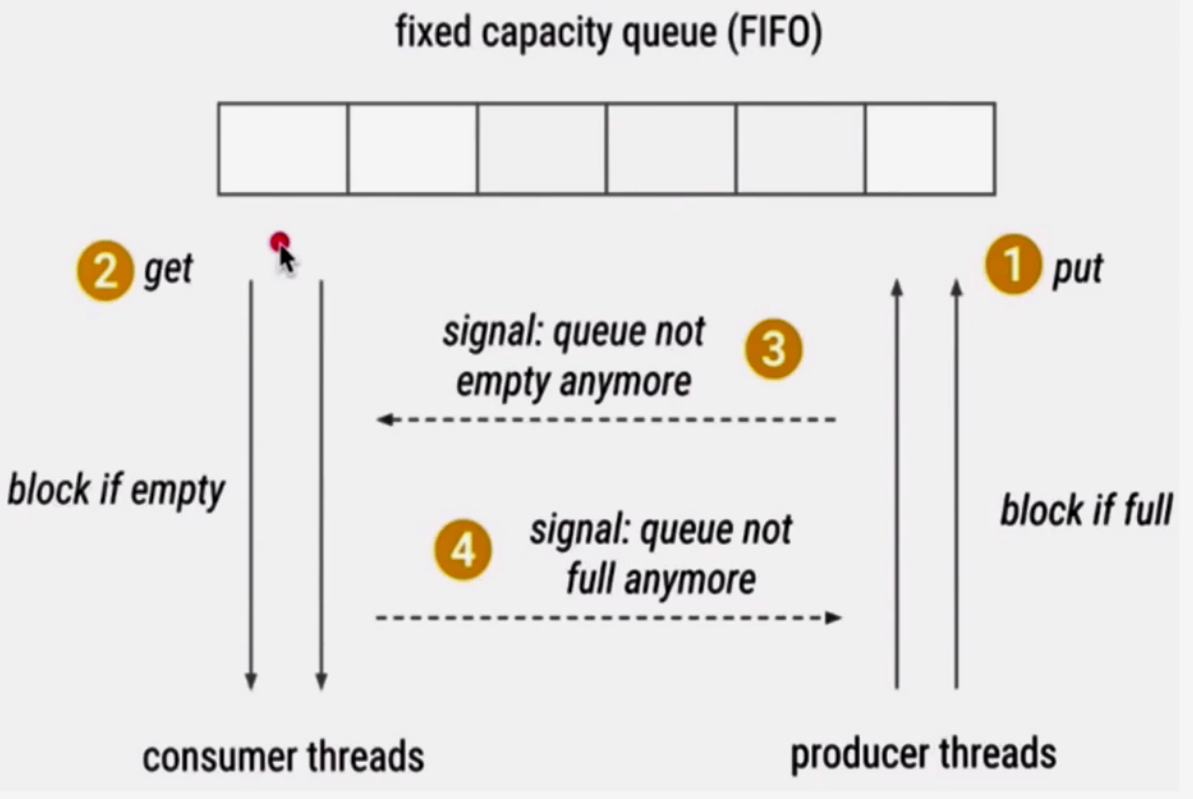 fixed capacity queue (FIFO)
2 get
1 put
signal: queue not
empty anymore
3
block if empty
block if full
4
signal: queue not
full anymore
consumer threads
producer threads